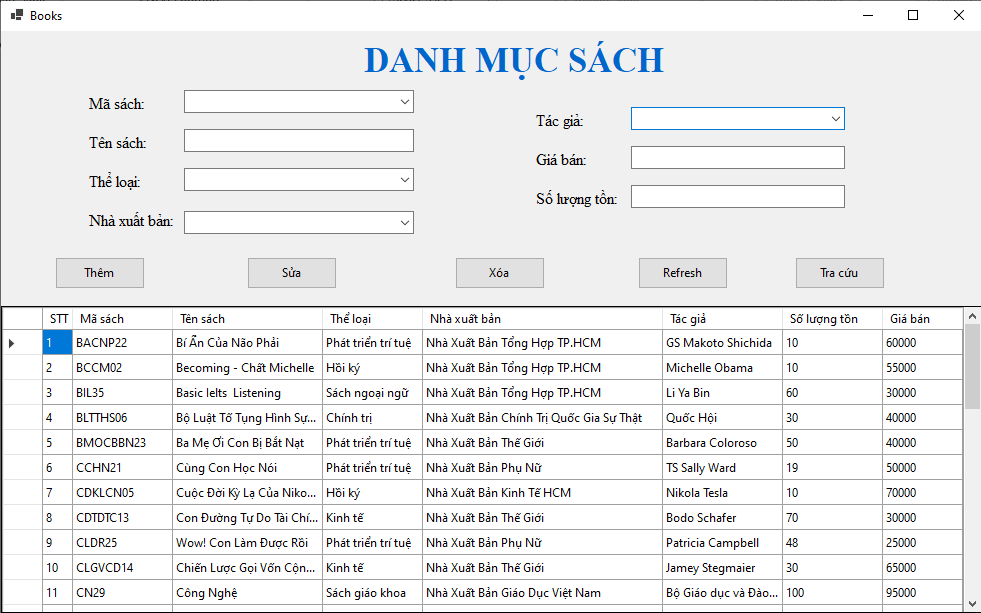 Books
DANH MỤC SÁCH
Mã sách:
Tên sách:
Thể loại:
Nhà xuất bản:
Tác giả:
Giá bán:
Số lượng tồn:
Thêm Sửa Xóa Refresh Tra cứu
STT Mã sách Tên sách Thể loại Nhà xuất bản Tác giả Số lượng tồn Giá bán
1 BACNP22 Bí Ẩn Của Não Phải Phát triển trí tuệ Nhà Xuất Bản Tổng Hợp TP.HCM GS Makoto Shichida 10 60000
2 BCCM02 Becoming - Chất Michelle Hồi ký Nhà Xuất Bản Tổng Hợp TP.HCM Michelle Obama 10 55000
3 BIL35 Basic Ielts Listening Sách ngoại ngữ Nhà Xuất Bản Tổng Hợp TP.HCM Li Ya Bin 60 30000
4 BLTTHS06 Bộ Luật Tố Tụng Hình Sự... Chính trị Nhà Xuất Bản Chính Trị Quốc Gia Sự Thật Quốc Hội 30 40000
5 BMOCBBN23 Ba Mẹ Ơi Con Bị Bắt Nạt Phát triển trí tuệ Nhà Xuất Bản Thế Giới Barbara Coloroso 50 40000
6 CCHN21 Cùng Con Học Nói Phát triển trí tuệ Nhà Xuất Bản Phụ Nữ TS Sally Ward 19 50000
7 CDKLCN05 Cuộc Đời Kỳ Lạ Của Niko... Hồi ký Nhà Xuất Bản Kinh Tế HCM Nikola Tesla 10 70000
8 CDTDTC13 Con Đường Tự Do Tài Chí... Kinh tế Nhà Xuất Bản Thế Giới Bodo Schafer 70 30000
9 CLDR25 Wow! Con Làm Được Rồi Phát triển trí tuệ Nhà Xuất Bản Phụ Nữ Patricia Campbell 48 25000
10 CLGVCD14 Chiến Lược Gọi Vốn Cộn... Kinh tế Nhà Xuất Bản Thế Giới Jamey Stegmaier 30 65000
11 CN29 Công Nghệ Sách giáo khoa Nhà Xuất Bản Giáo Dục Việt Nam Bộ Giáo dục và Đào... 100 95000